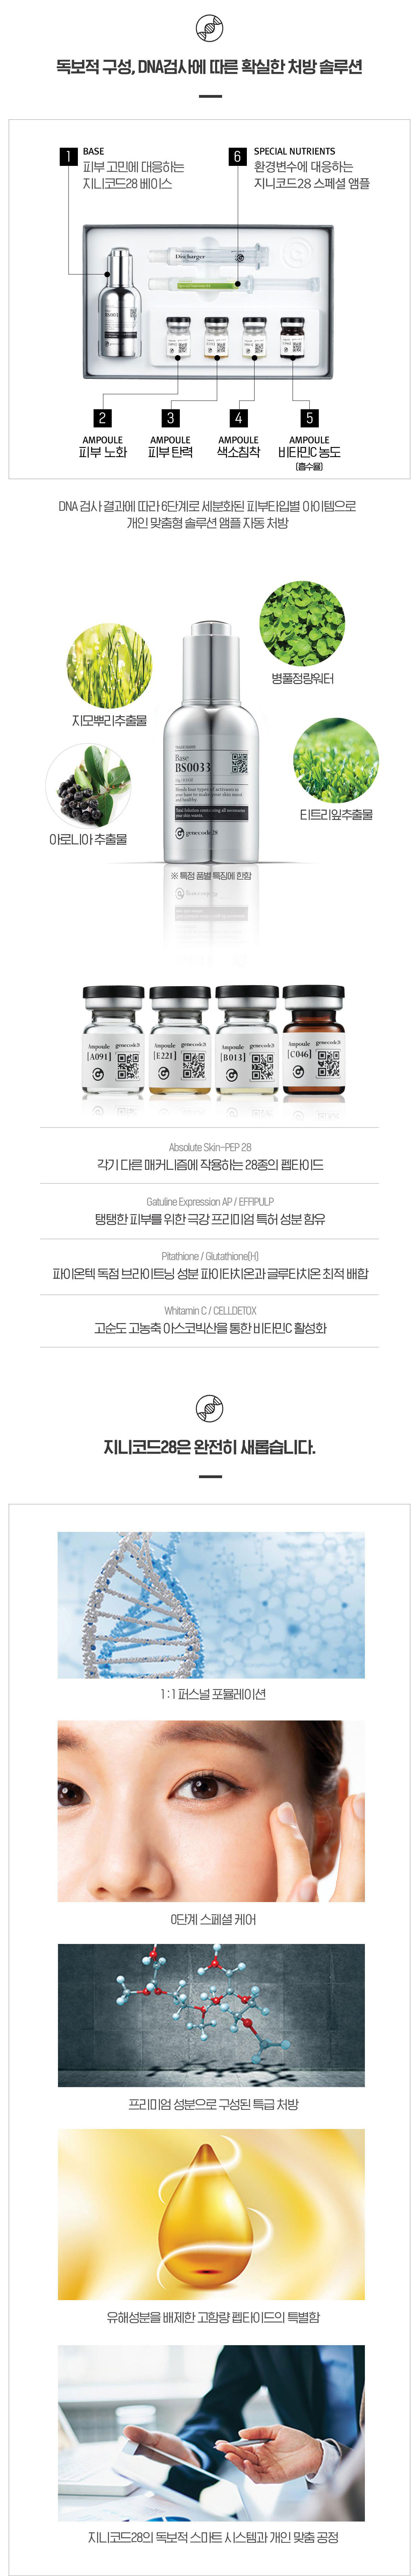 독보적 구성, DNA검사에 따른 확실한 처방 솔루션
1
BASE
피부 고민에 대응하는
지니코드28 베이스
6
SPECIAL NUTRIENTS
환경변수에 대응하는
지니코드28 스페셜 앰플
Discharger
2
AMPOULE
피부 노화
3
AMPOULE
피부 탄력
4
AMPOULE
색소침착
5
AMPOULE
비타민C 농도
(흡수율)
DNA 검사 결과에 따라 6단계로 세분화된 피부타입별 아이템으로
개인 맞춤형 솔루션 앰플 자동 처방
병풀정량워터
지모뿌리추출물
Base
BS0033
Total Solution containing all necessaries
your skin wants.
genecode28
티트리잎추출물
아로니아 추출물
※ 특정 품별 특징에 한함
Ampoule genecode28
[A091]
Ampoule genecode28
[E221]
Ampoule genecode28
[B013]
Ampoule genecode28
[C046]
Absolute Skin-PEP 28
각기 다른 매커니즘에 작용하는 28종의 펩타이드
Gatuline Expression AP / EFFIPULP
탱탱한 피부를 위한 극강 프리미엄 특허 성분 함유
Pitathione / Glutathione(H)
파이온텍 독점 브라이트닝 성분 파이타치온과 글루타치온 최적 배합
Whitamin C / CELLDETOX
고순도 고농축 아스코빅산을 통한 비타민C 활성화
지니코드28은 완전히 새롭습니다.
1 : 1 퍼스널 포뮬레이션
0단계 스페셜 케어
프리미엄 성분으로 구성된 특급 처방
유해성분을 배제한 고함량 펩타이드의 특별함
지니코드28의 독보적 스마트 시스템과 개인 맞춤 공정